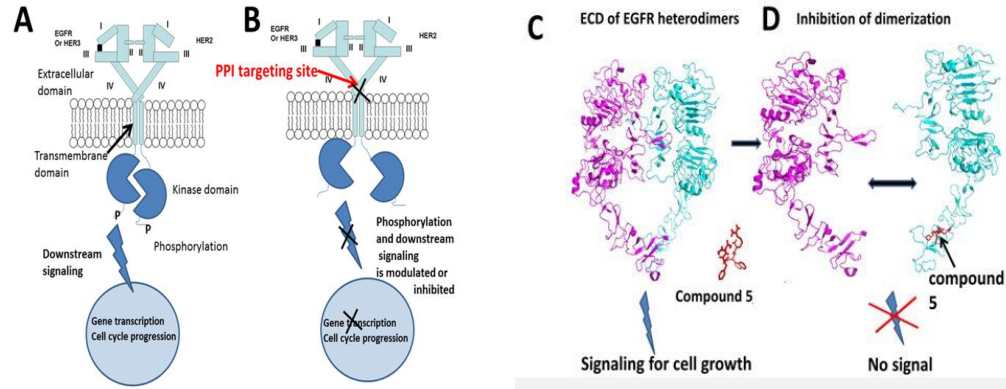 A
EGFR
Or HER3
I
I
HER2
III
II
II
III
IV
IV
Extracellular
domain
Transmembrane
domain
Kinase domain
P
P
Phosphorylation
Downstream
signaling
Gene transcription
Cell cycle progression
B
EGFR
Or HER3
I
I
HER2
III
II
II
III
PPI targeting site
IV
IV
Phosphorylation
and downstream
signaling
is modulated or
inhibited
Gene transcription
Cell cycle progression
C
ECD of EGFR heterodimers
Compound 5
Signaling for cell growth
D
Inhibition of dimerization
compound
5
No signal